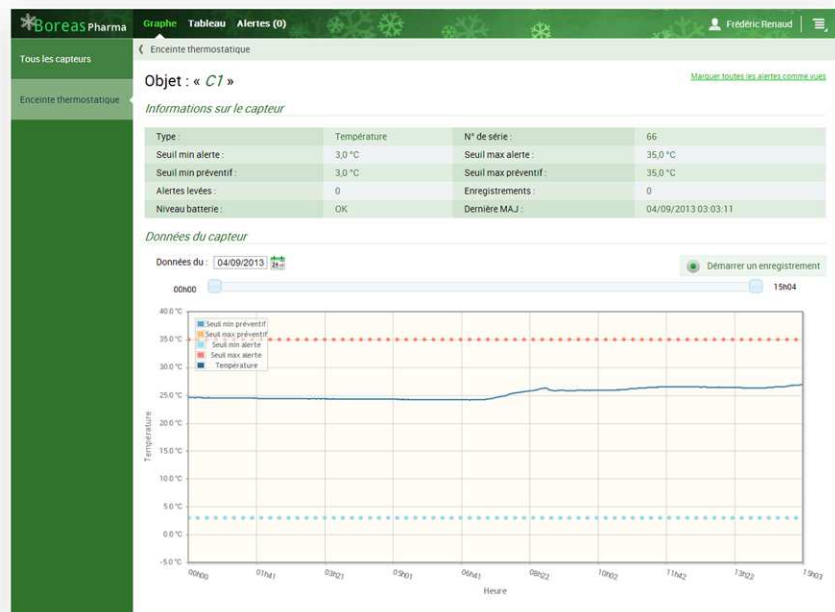 Boreas Pharma
Graphe Tableau Alertes (0)
Frédéric Renaud
Tous les capteurs
Enceinte thermostatique
Enceinte thermostatique
Objet : « C1 »
Marquer toutes les alertes comme vues
Informations sur le capteur
Type : Température N° de série : 66
Seuil min alerte : 3,0 °C Seuil max alerte : 35,0 °C
Seuil min préventif : 3,0 °C Seuil max préventif : 35,0 °C
Alertes levées : 0 Enregistrements : 0
Niveau batterie : OK Dernière MAJ : 04/09/2013 03:03:11
Données du capteur
Données du : 04/09/2013
Démarrer un enregistrement
00h00 15h04
40.0 °C
35.0 °C
30.0 °C
25.0 °C
20.0 °C
15.0 °C
10.0 °C
5.0 °C
0.0 °C
-5.0 °C
Seuil min préventif
Seuil max préventif
Seuil min alerte
Seuil max alerte
Température
Température
00h00 01h41 03h21 05h01 06h41 08h22 10h02 11h42 13h22 15h03
Heure